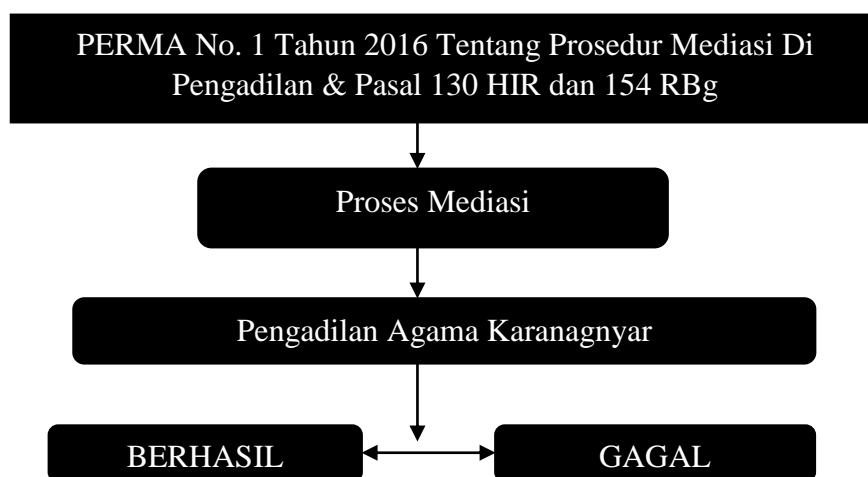 PERMA No. 1 Tahun 2016 Tentang Prosedur Mediasi Di
Pengadilan & Pasal 130 HIR dan 154 RBg
Proses Mediasi
Pengadilan Agama Karanagnyar
BERHASIL
GAGAL